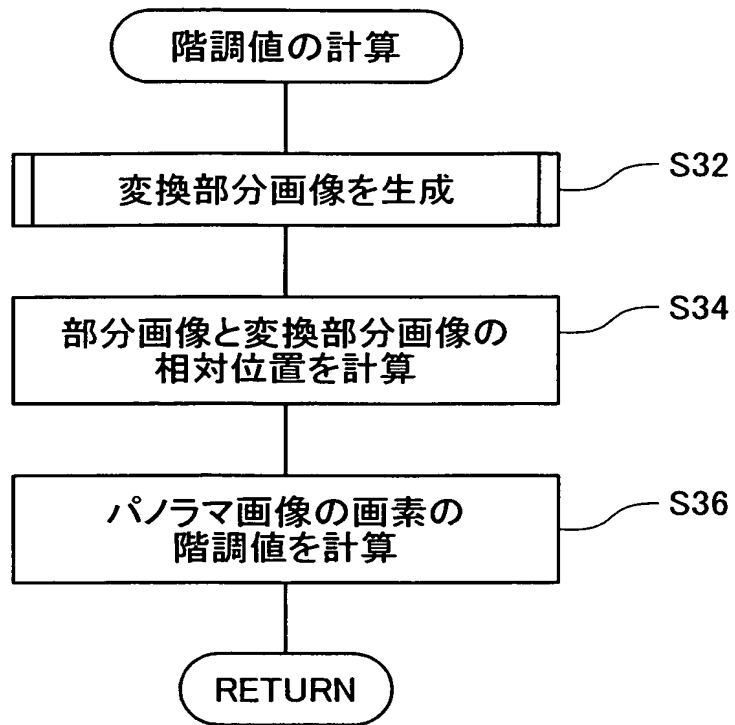 階調値の計算
変換部分画像を生成
S32
部分画像と変換部分画像の
相対位置を計算
S34
パノラマ画像の画素の
階調値を計算
S36
RETURN